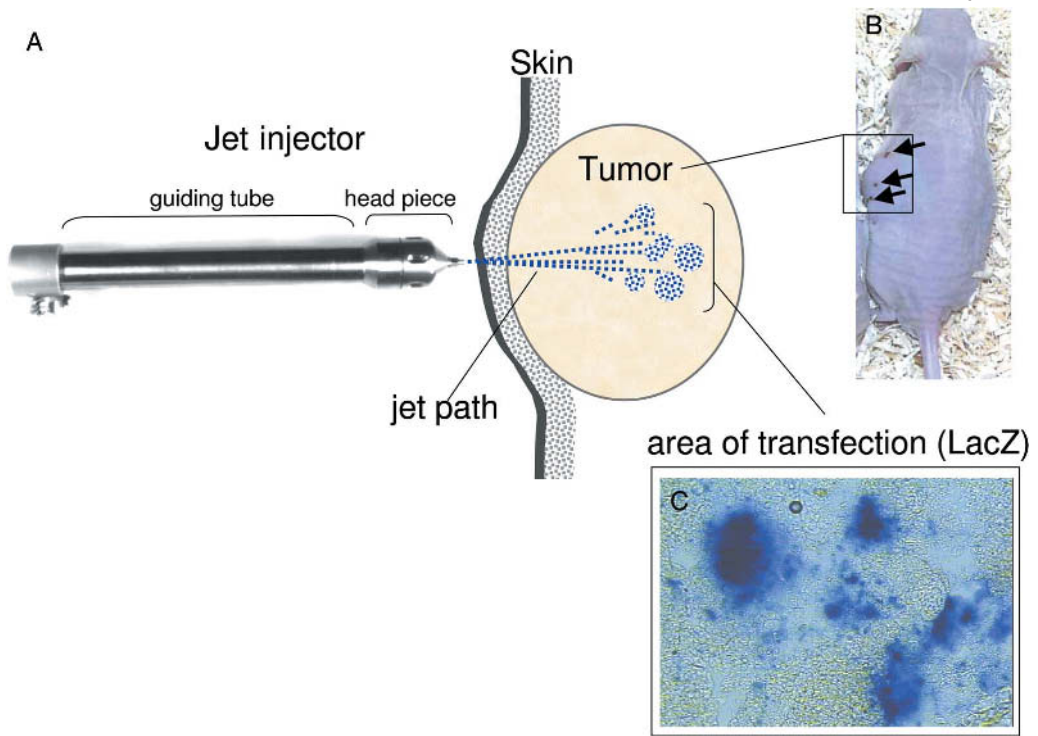 A
Jet injector
guiding tube
head piece
Skin
Tumor
jet path
B
area of transfection (LacZ)
C